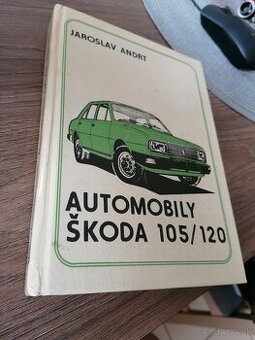 JAROSLAV ANDRT
AUTOMOBILY
ŠKODA 105/120